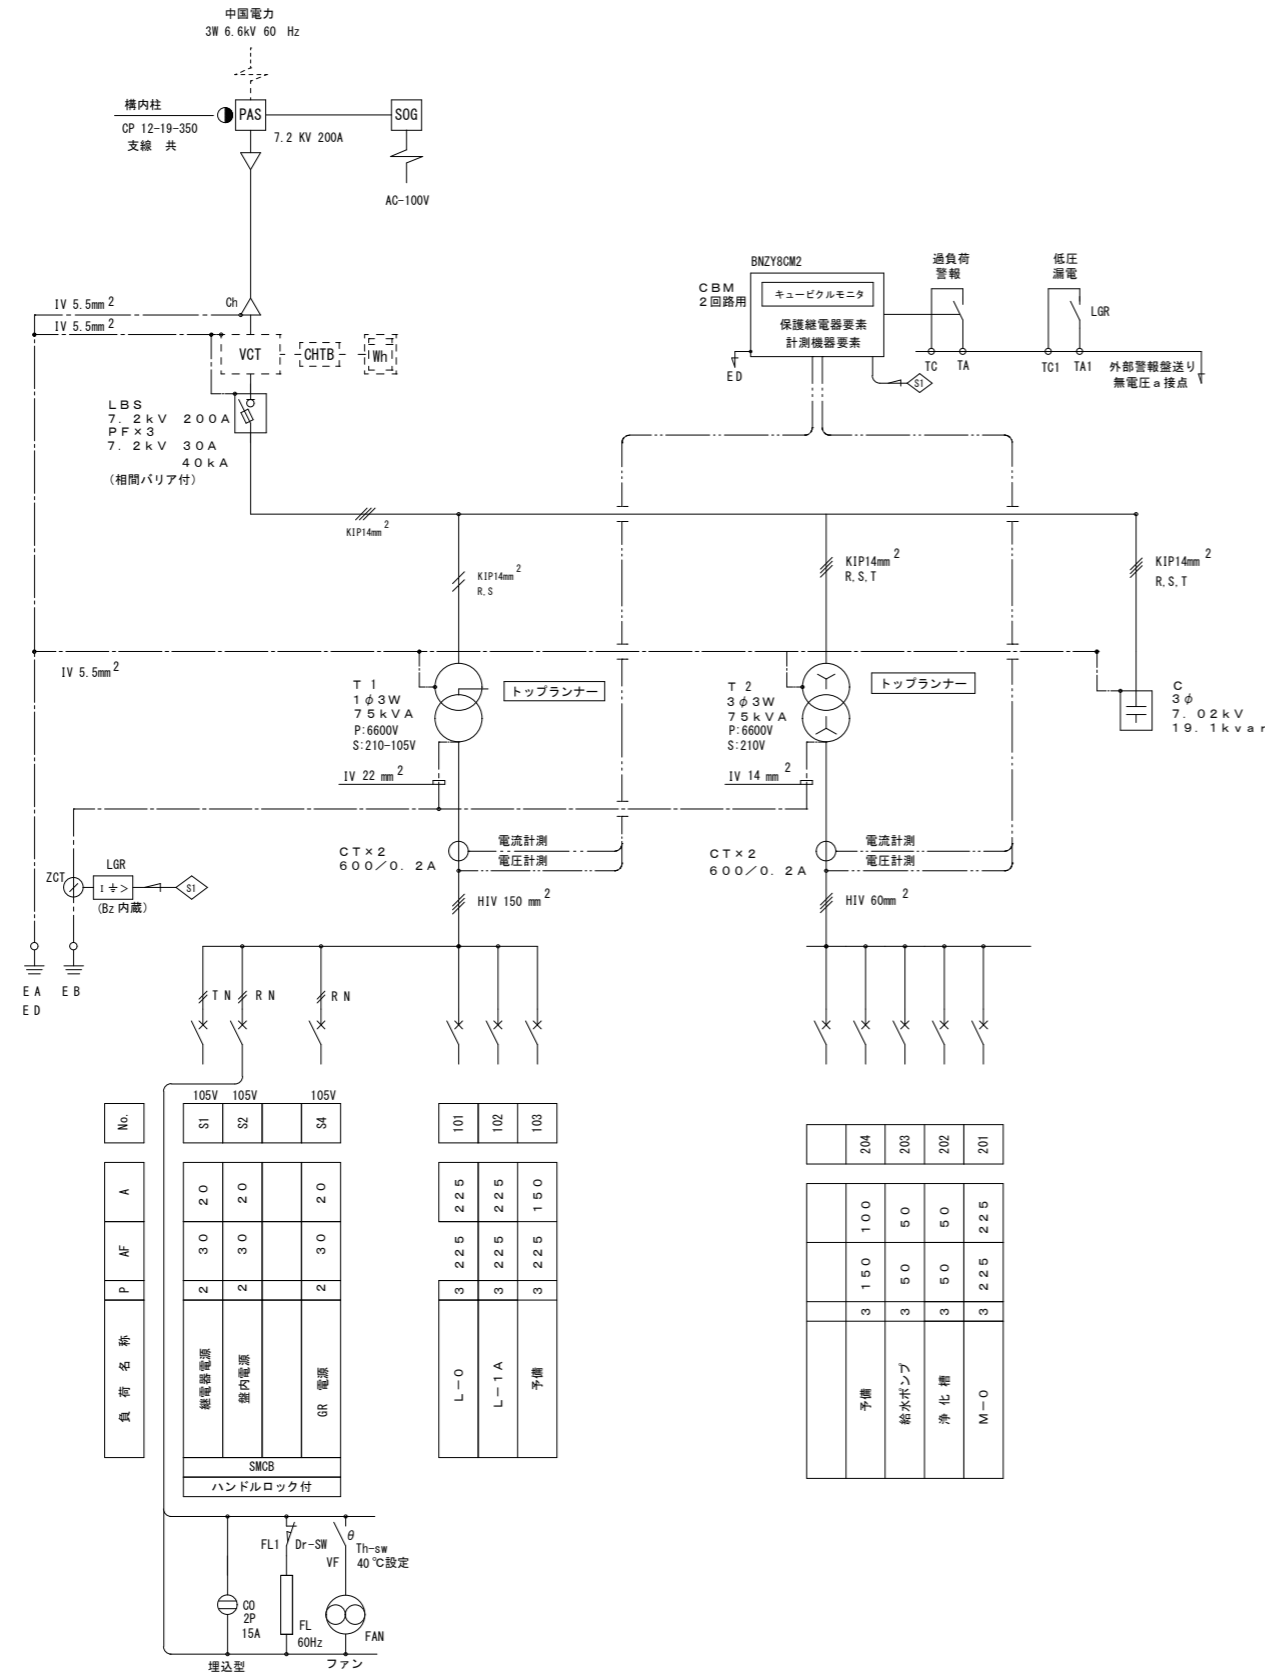 中国電力
3W 6.6kV 60 Hz
構内柱
CP 12-19-350
支線 共
PAS
7.2 KV 200A
SOG
AC-100V
IV 5.5mm2
IV 5.5mm2
Ch
VCT
CHTB
Wh
LBS
7.2kV 200A
PF×3
7.2kV 30A
40kA
(相間バリア付)
BNZY8CM2
CBM
2回路用
キュービクルモニタ
保護継電器要素
計測機器要素
ED
S1
過負荷
警報
TC
TA
低圧
漏電
LGR
TC1
TA1
外部警報盤送り
無電圧a接点
KIP14mm2
KIP14mm2
R,S
KIP14mm2
R,S,T
KIP14mm2
R,S,T
IV 5.5mm2
T 1
1φ3W
75kVA
P:6600V
S:210-105V
トップランナー
T 2
3φ3W
75kVA
P:6600V
S:210V
トップランナー
C
3φ
7.02kV
19.1kvar
IV 22 mm2
IV 14 mm2
CT×2
600/0.2A
電流計測
電圧計測
CT×2
600/0.2A
電流計測
電圧計測
ZCT
LGR
I ⏚ >
(Bz内蔵)
S1
HIV 150 mm2
HIV 60mm2
EA
ED
EB
T N
R N
R N
105V
105V
105V
No.
S1
S2
S4
101
102
103
204
203
202
201
A
20
20
20
225
225
150
100
50
50
225
AF
30
30
30
225
225
225
150
50
50
225
P
2
2
2
3
3
3
3
3
3
3
負荷名称
継電器電源
盤内電源
GR 電源
L-0
L-1A
予備
予備
給水ポンプ
浄化槽
M-0
SMCB
ハンドルロック付
FL1
Dr-SW
θ
Th-sw
VF
40℃設定
CO
2P
15A
FL
60Hz
FAN
埋込型
ファン